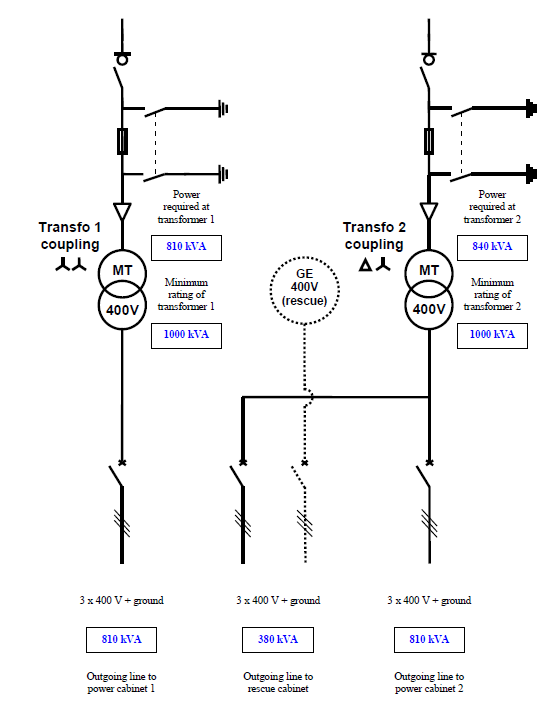 Power
required at
transformer 1
810 kVA
Transfo 1
coupling
MT
400V
Minimum
rating of
transformer 1
1000 kVA
GE
400V
(rescue)
Power
required at
transformer 2
840 kVA
Transfo 2
coupling
MT
400V
Minimum
rating of
transformer 2
1000 kVA
3 x 400 V + ground
810 kVA
Outgoing line to
power cabinet 1
3 x 400 V + ground
380 kVA
Outgoing line to
rescue cabinet
3 x 400 V + ground
810 kVA
Outgoing line to
power cabinet 2